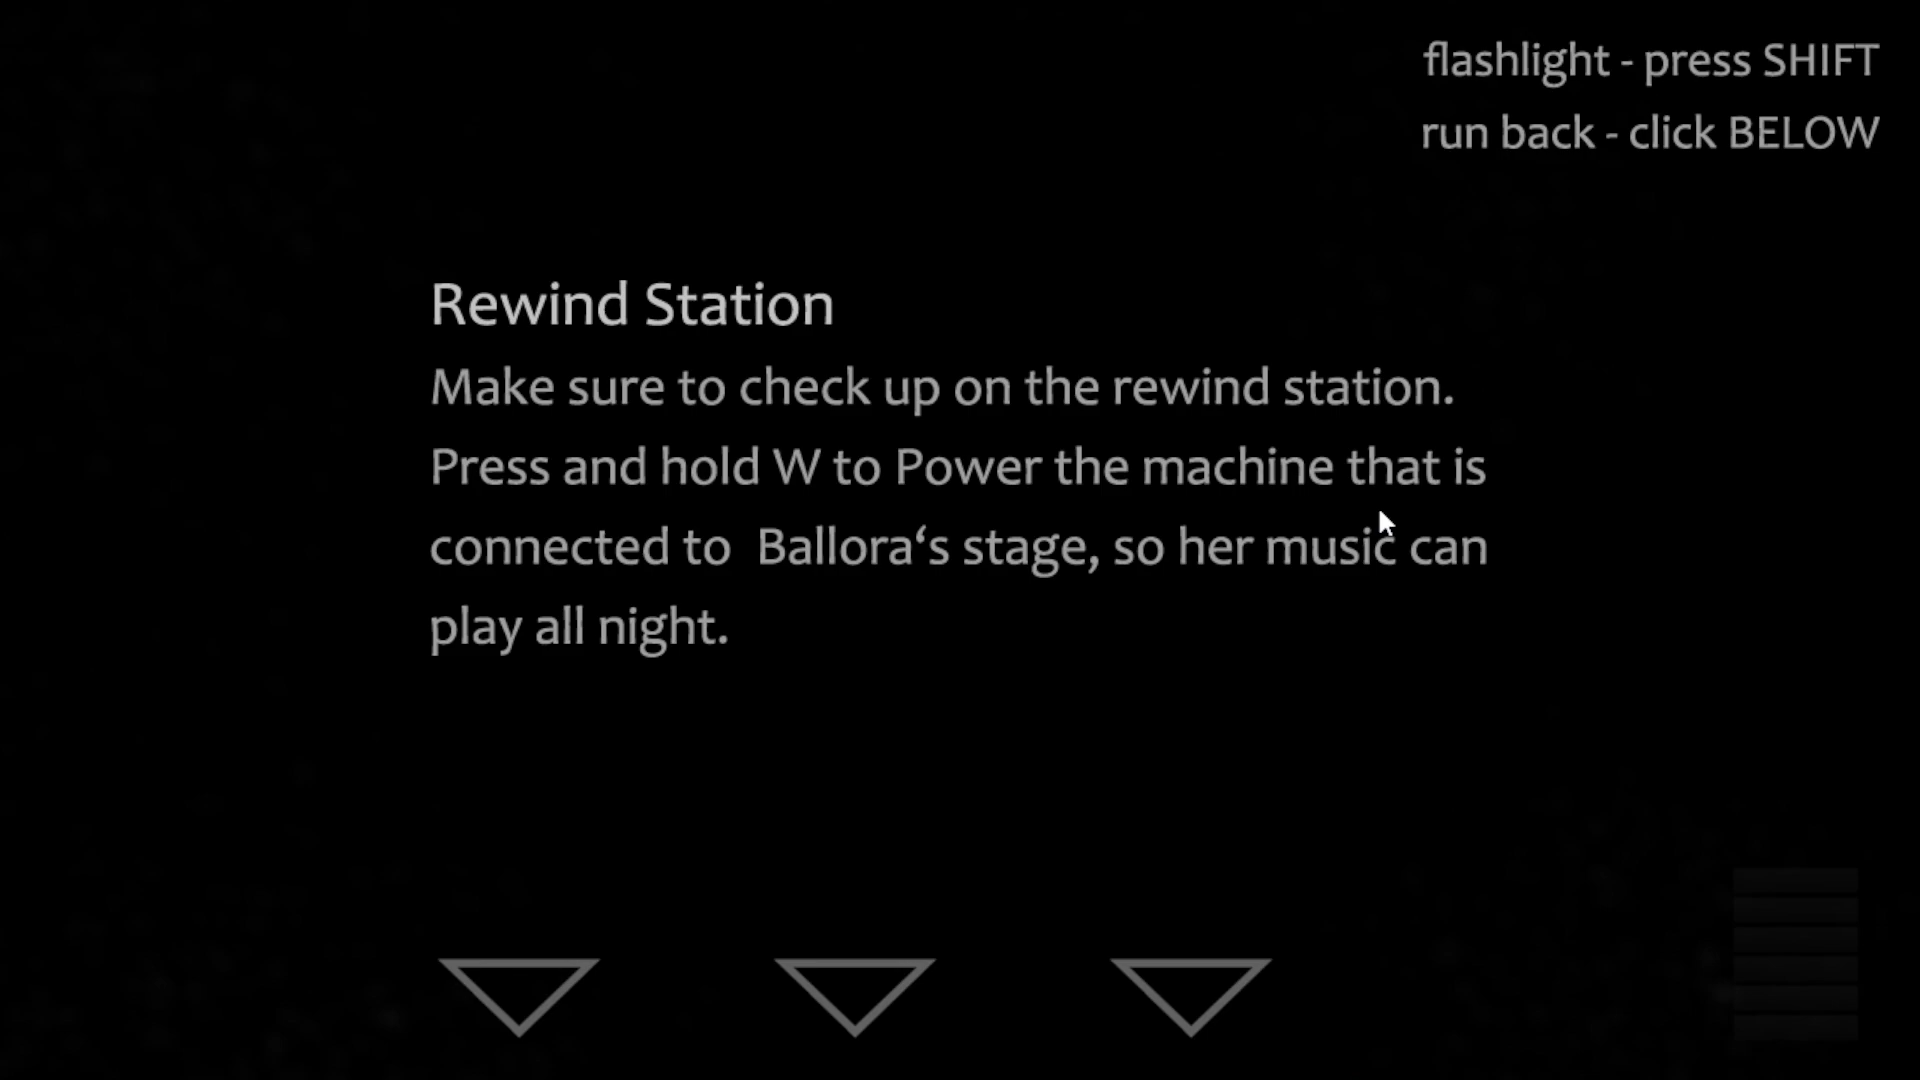 flashlight - press SHIFT
run back - click BELOW
Rewind Station
Make sure to check up on the rewind station.
Press and hold W to Power the machine that is
connected to  Ballora‘s stage, so her music can
play all night.